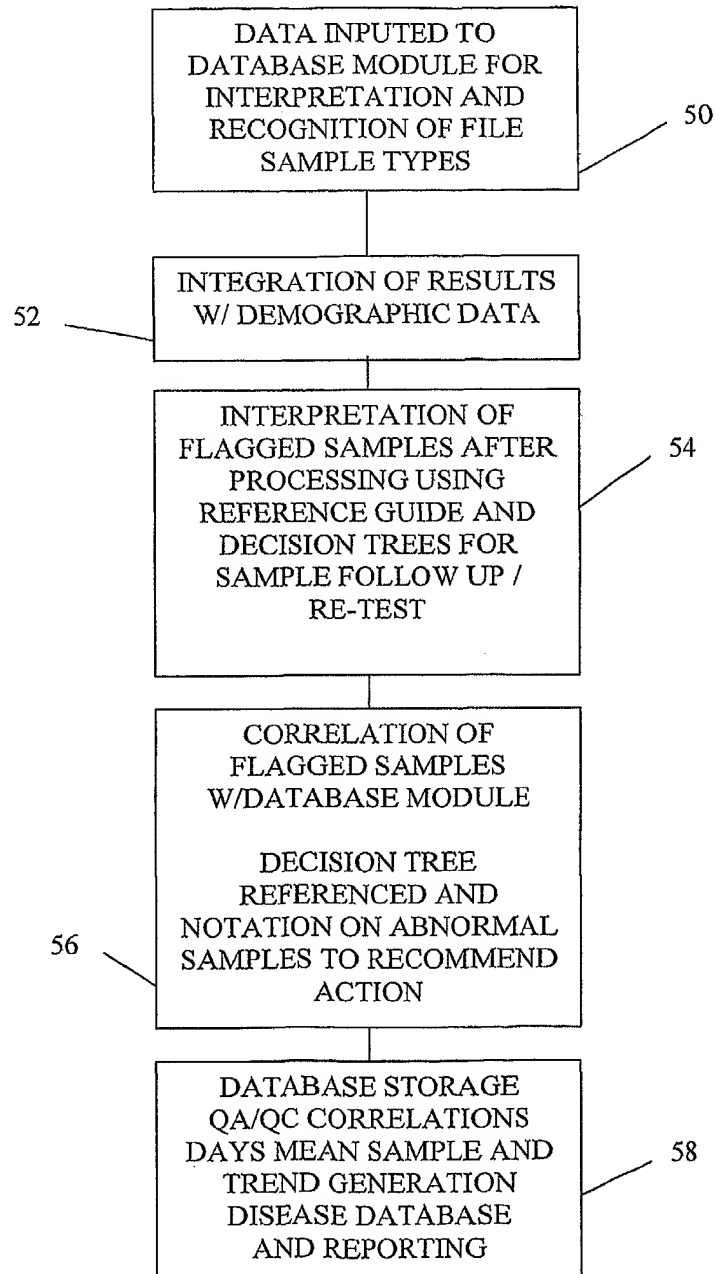 DATA INPUTED TO
DATABASE MODULE FOR
INTERPRETATION AND
RECOGNITION OF FILE
SAMPLE TYPES
50
INTEGRATION OF RESULTS
W/ DEMOGRAPHIC DATA
52
INTERPRETATION OF
FLAGGED SAMPLES AFTER
PROCESSING USING
REFERENCE GUIDE AND
DECISION TREES FOR
SAMPLE FOLLOW UP /
RE-TEST
54
CORRELATION OF
FLAGGED SAMPLES
W/DATABASE MODULE
DECISION TREE
REFERENCED AND
NOTATION ON ABNORMAL
SAMPLES TO RECOMMEND
ACTION
56
DATABASE STORAGE
QA/QC CORRELATIONS
DAYS MEAN SAMPLE AND
TREND GENERATION
DISEASE DATABASE
AND REPORTING
58